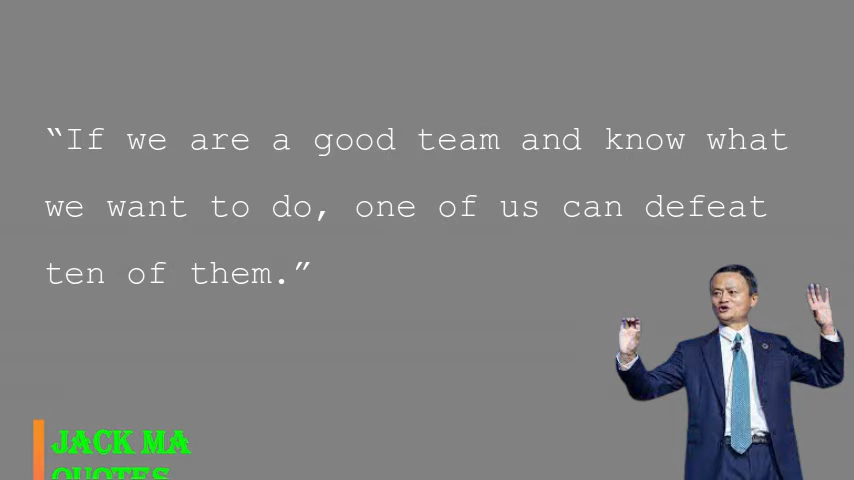 “If we are a good team and know what
we want to do, one of us can defeat
ten of them.”
JACK MA
QUOTES